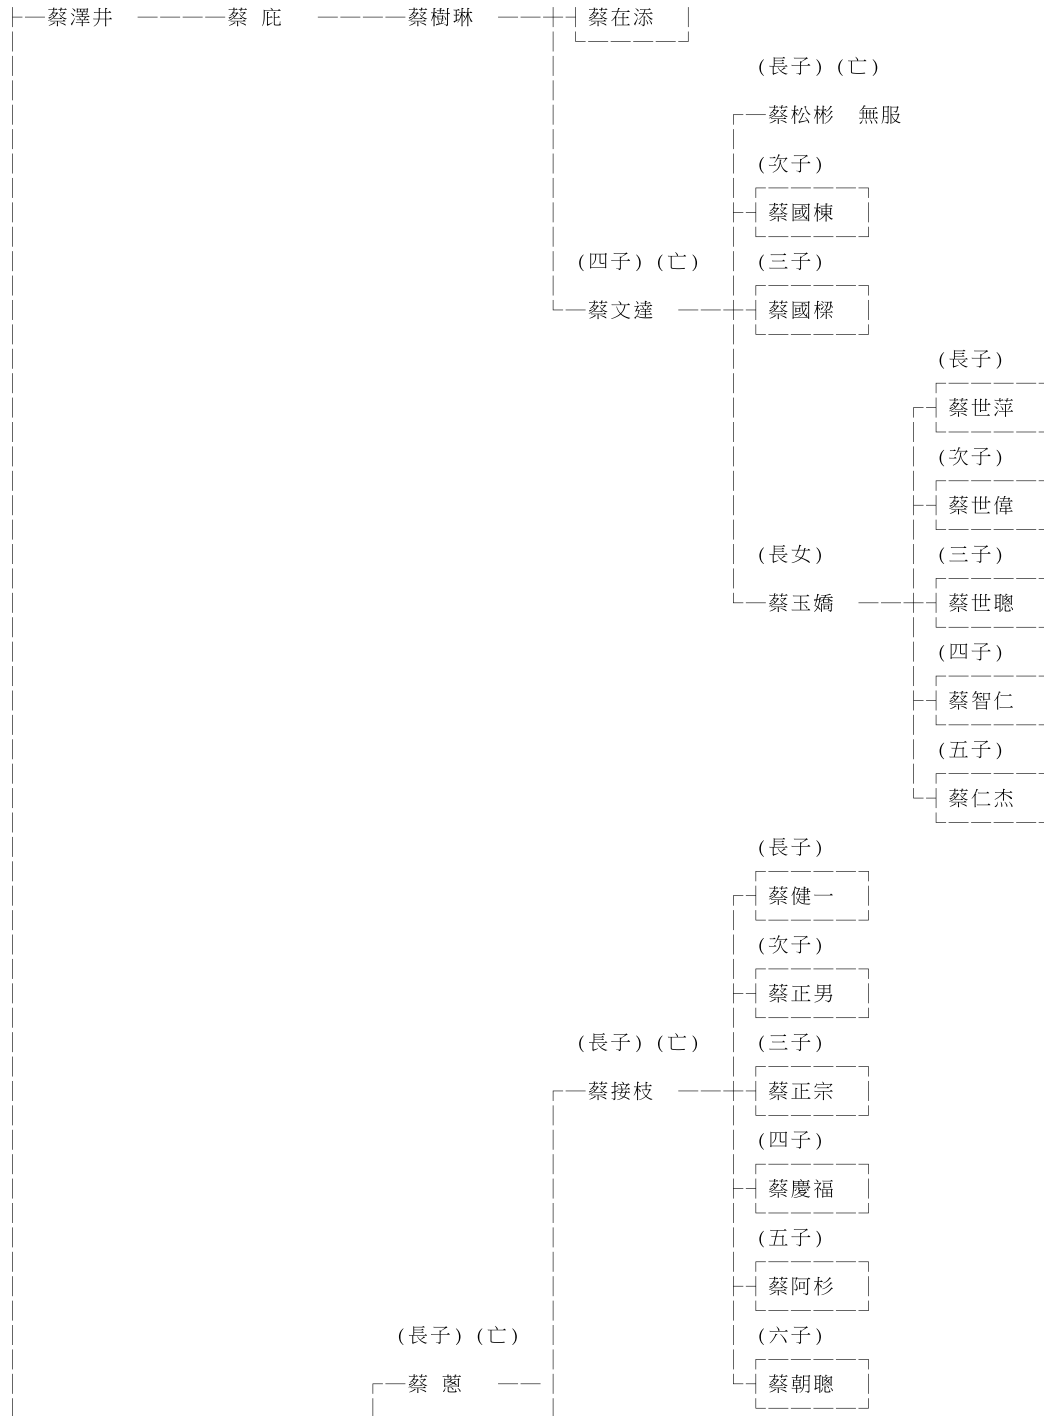 蔡澤井 蔡 庇 蔡樹琳 蔡在添
(長子)(亡)
蔡松彬 無服
(次子)
蔡國棟
(四子)(亡) (三子)
蔡文達 蔡國樑
(長子)
蔡世萍
(次子)
蔡世偉
(長女) (三子)
蔡玉嬌 蔡世聰
(四子)
蔡智仁
(五子)
蔡仁杰
(長子)
蔡健一
(次子)
蔡正男
(長子)(亡) (三子)
蔡接枝 蔡正宗
(四子)
蔡慶福
(五子)
蔡阿杉
(長子)(亡) (六子)
蔡 蔥 蔡朝聰